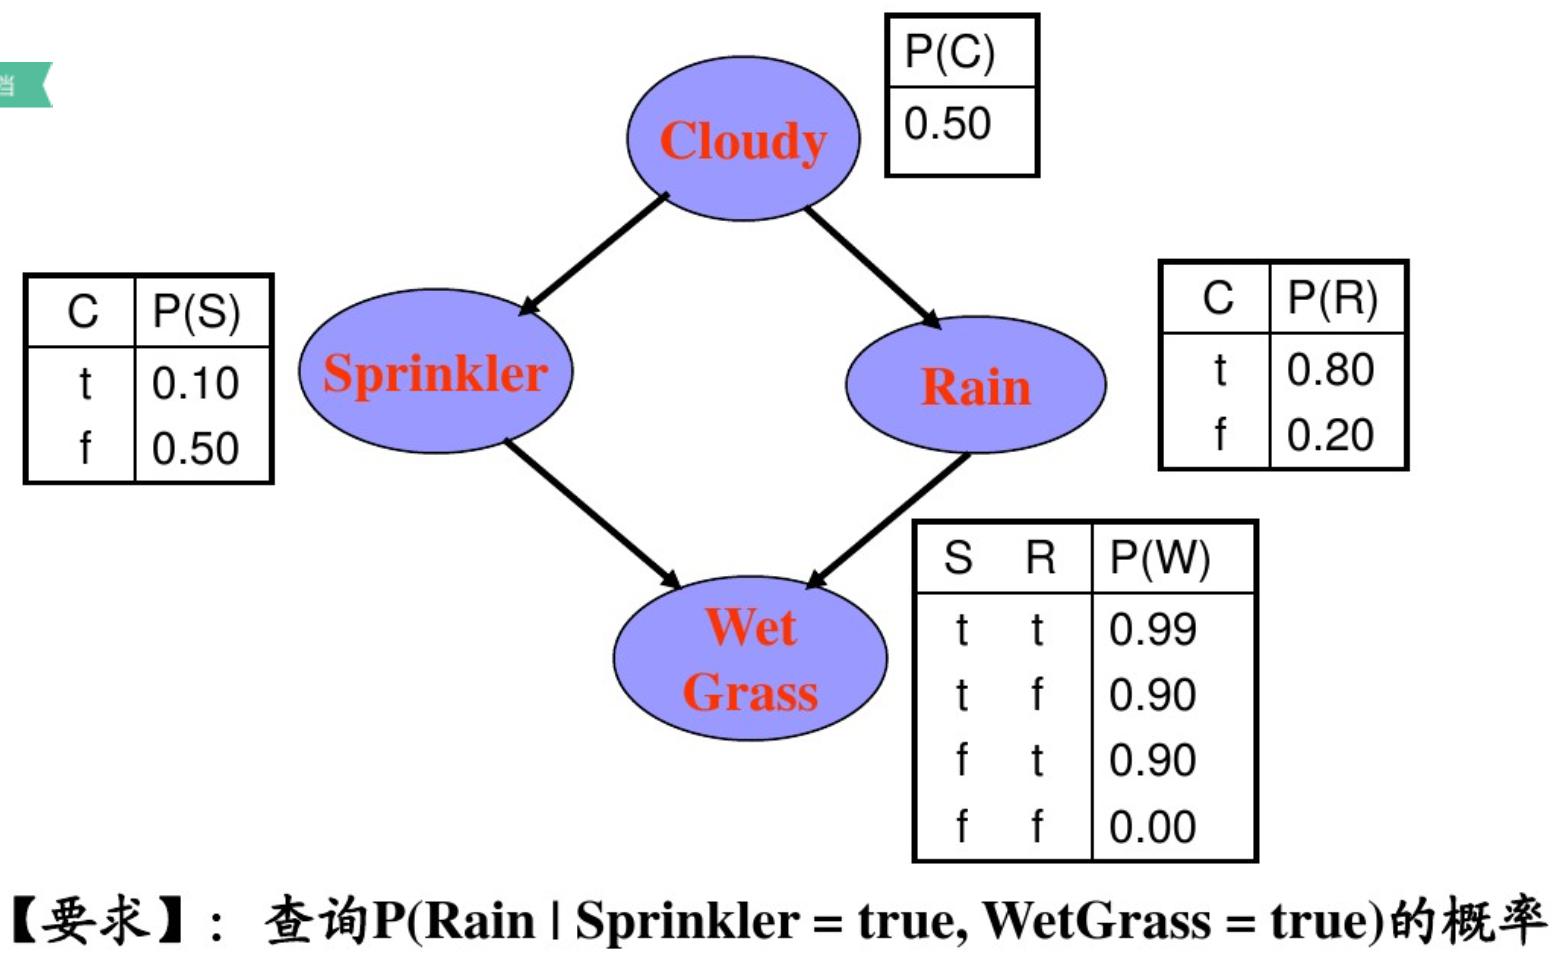 P(C)
0.50
档
Cloudy
C P(S)
t 0.10
f 0.50
Sprinkler
Rain
C P(R)
t 0.80
f 0.20
Wet
Grass
S R P(W)
t t 0.99
t f 0.90
f t 0.90
f f 0.00
【要求】: 查询P(Rain | Sprinkler = true, WetGrass = true)的概率